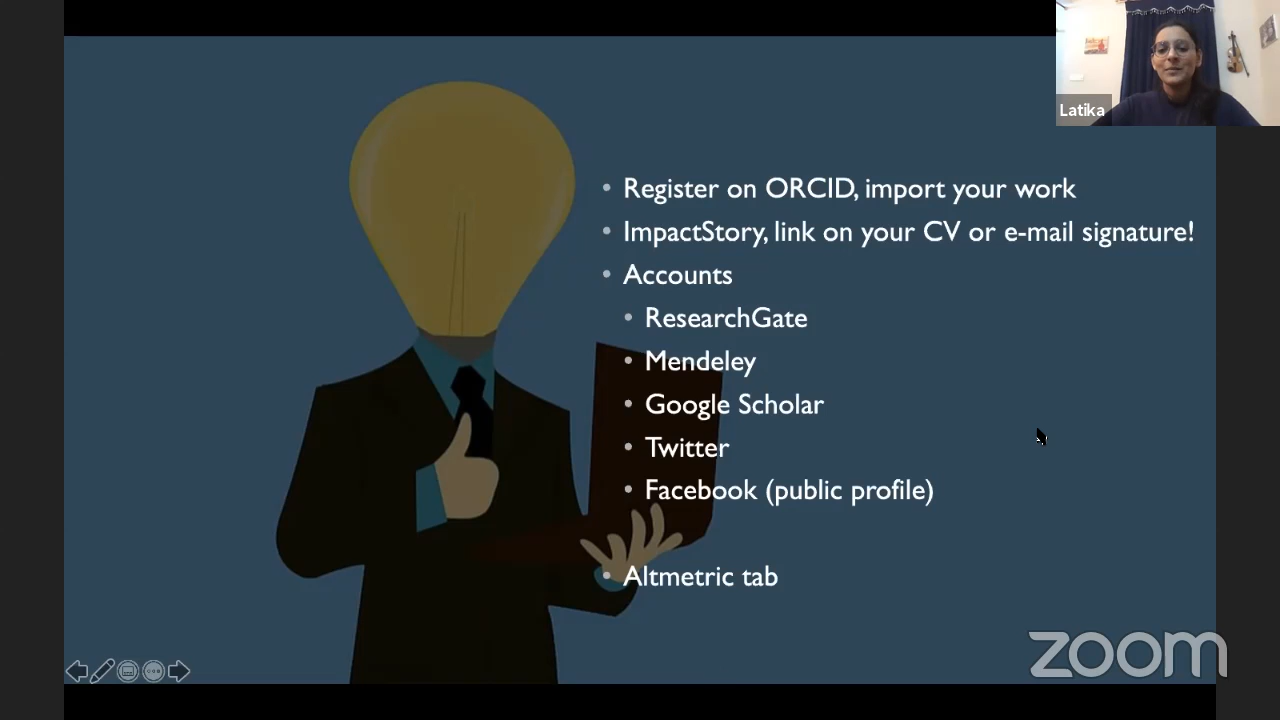 Latika
• Register on ORCID, import your work
• ImpactStory, link on your CV or e-mail signature!
• Accounts
• ResearchGate
• Mendeley
• Google Scholar
• Twitter
• Facebook (public profile)
• Altmetric tab
zoom